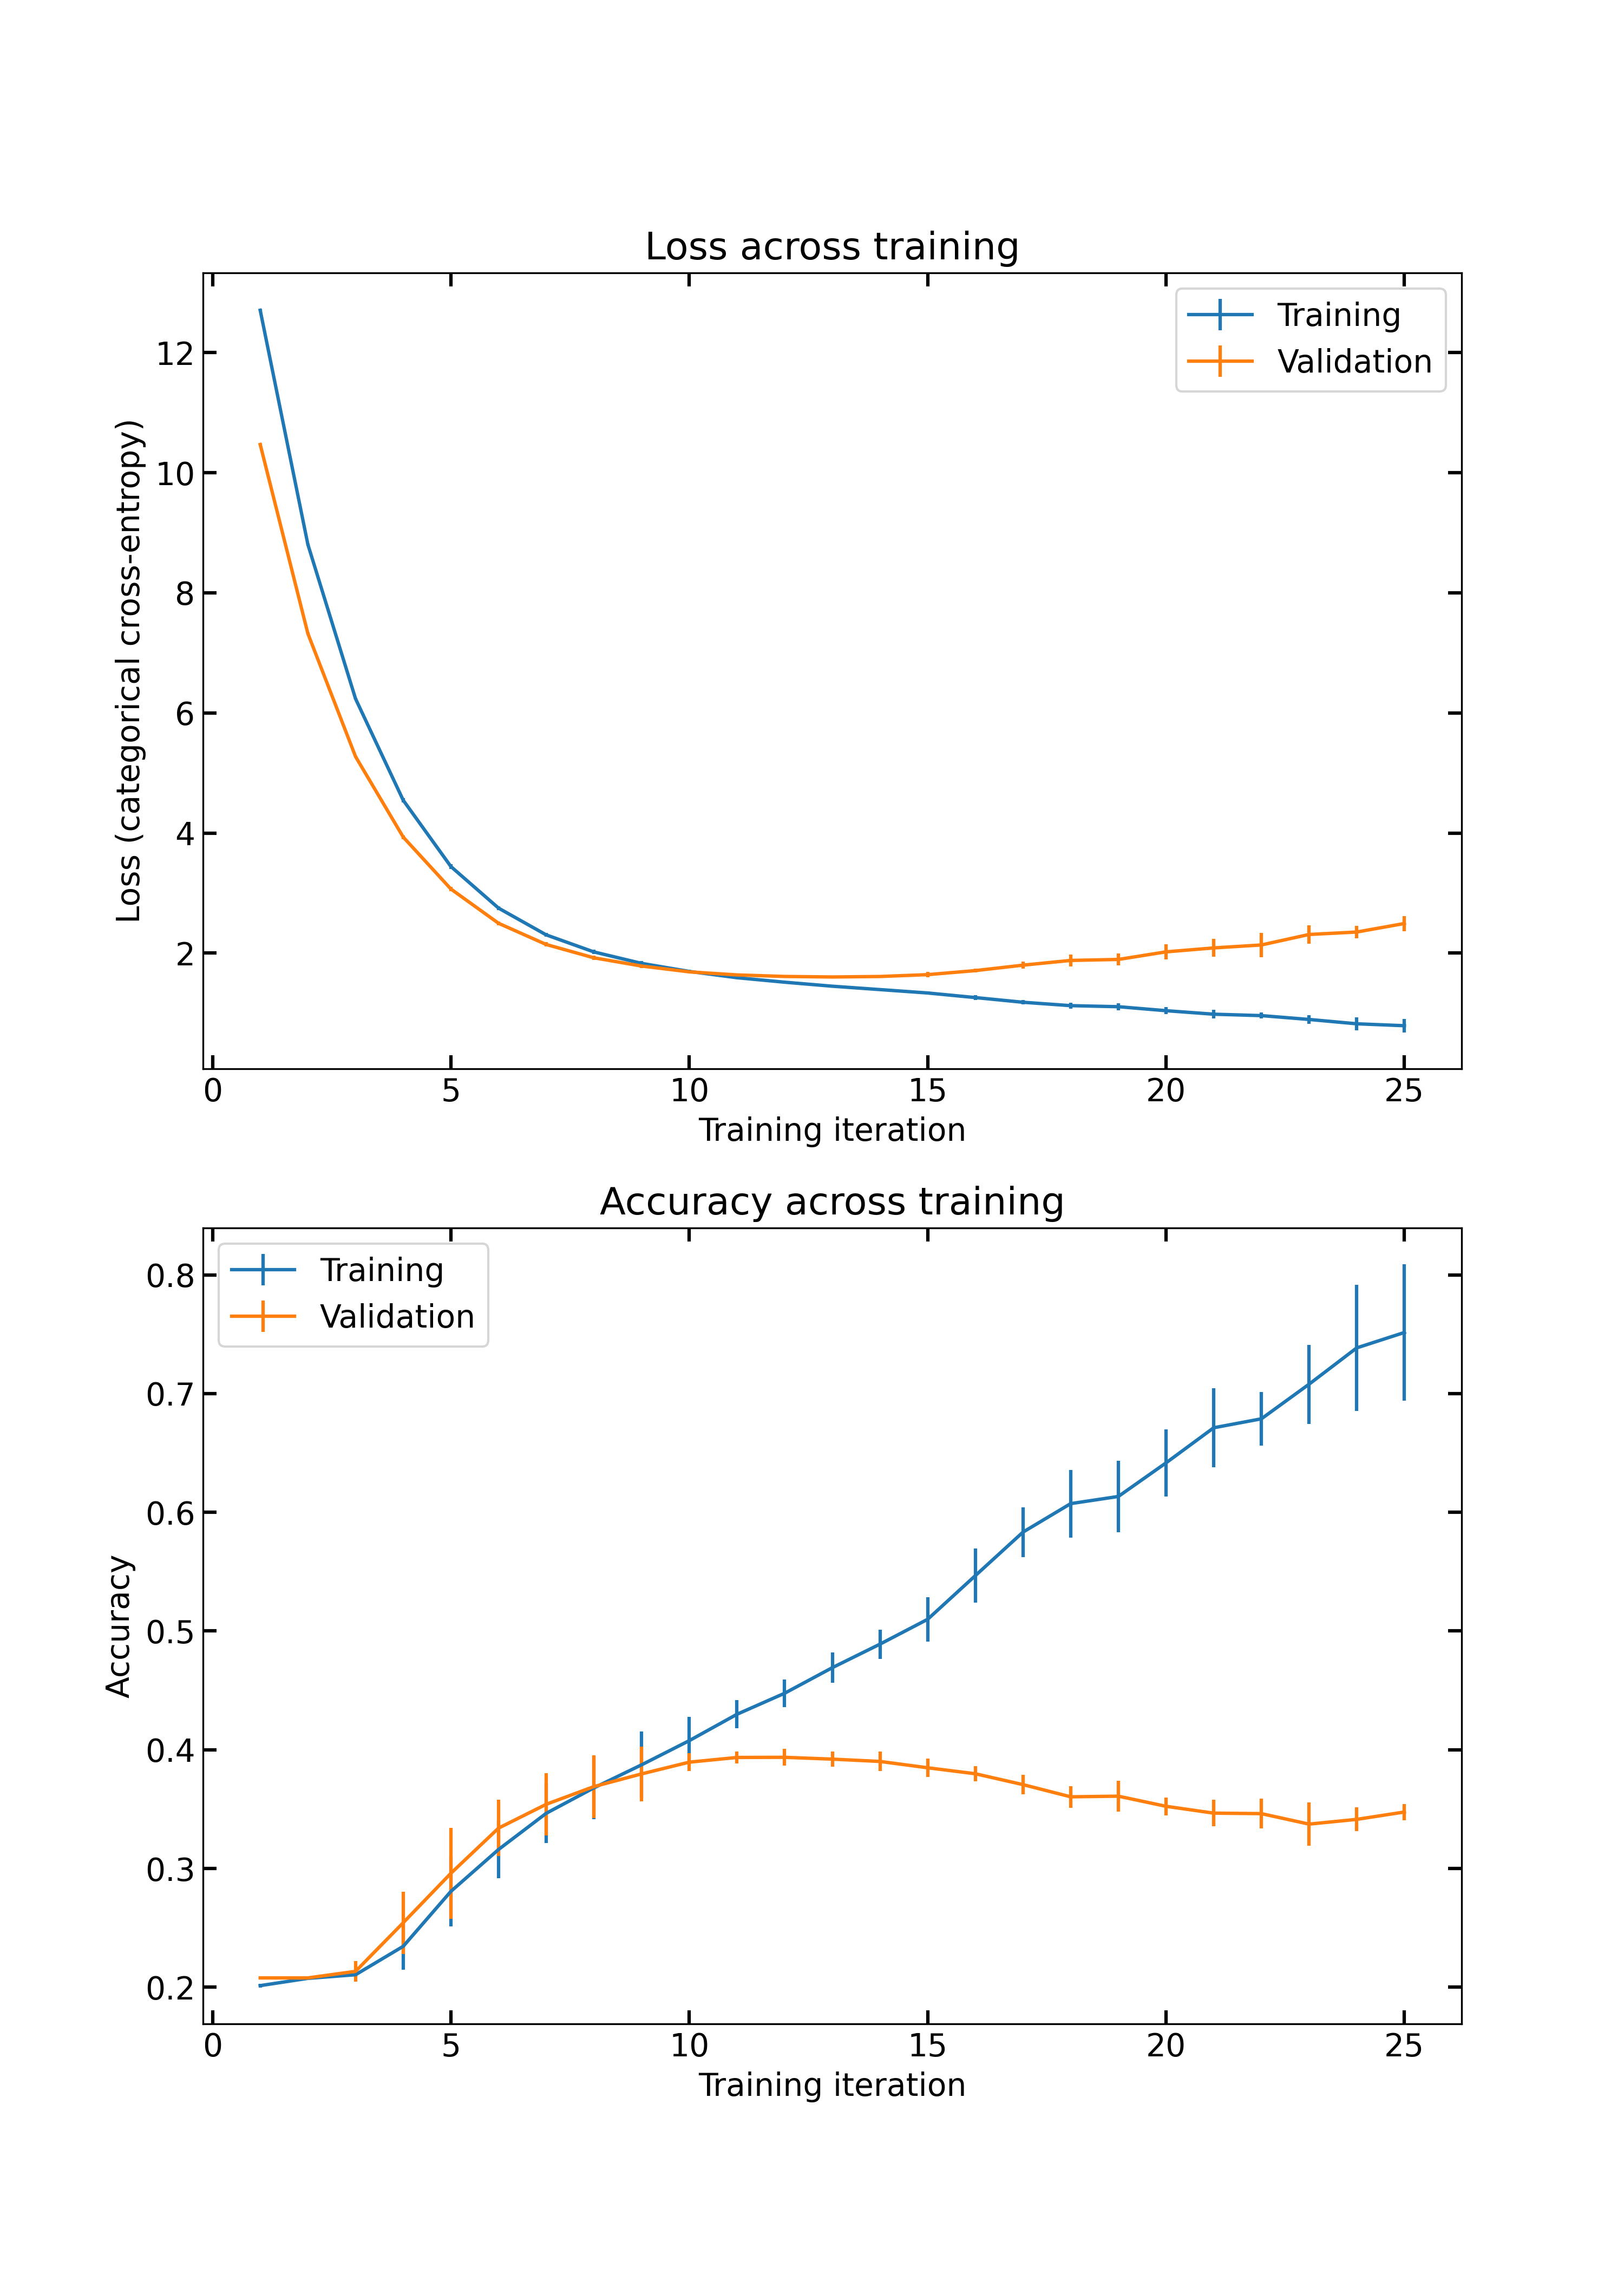 Loss across training
Training
Validation
12
10
8
6
4
2
Loss (categorical cross-entropy)
0 5 10 15 20 25
Training iteration
Accuracy across training
Training
Validation
0.8
0.7
0.6
0.5
0.4
0.3
0.2
Accuracy
0 5 10 15 20 25
Training iteration